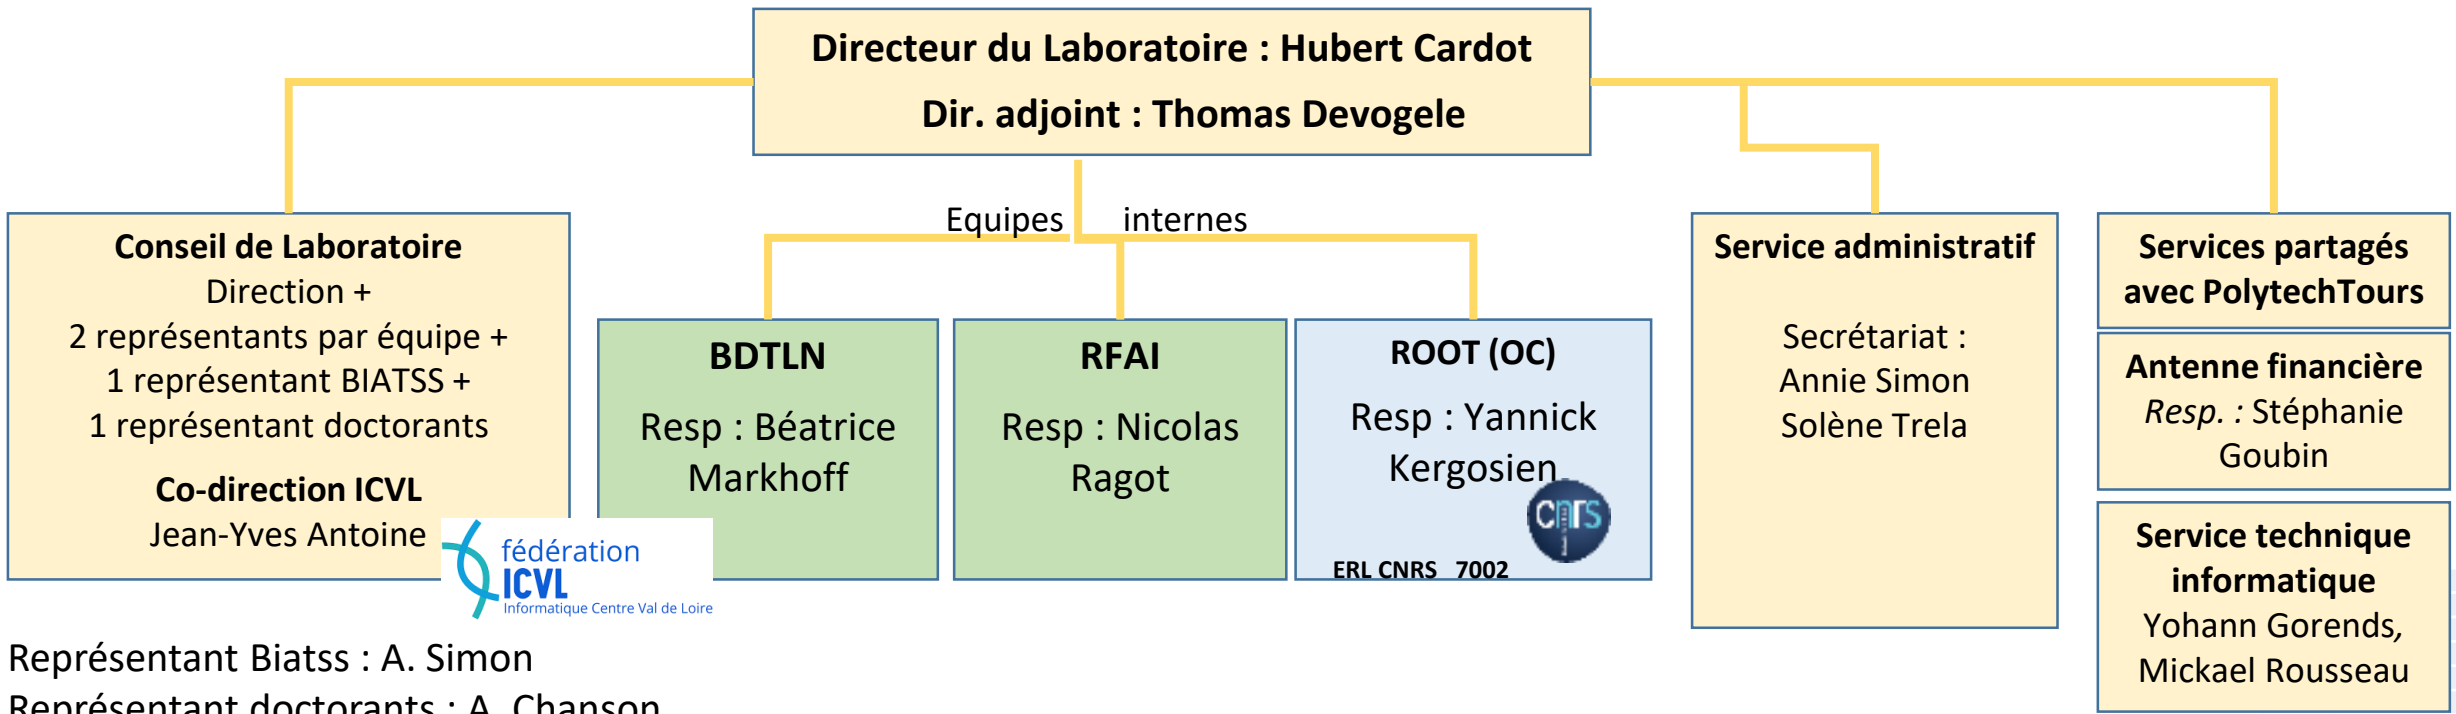 Directeur du Laboratoire : Hubert Cardot
Dir. adjoint : Thomas Devogele
Equipes internes
Conseil de Laboratoire
Direction +
2 représentants par équipe +
1 représentant BIATSS +
1 représentant doctorants
Co-direction ICVL
Jean-Yves Antoine
fédération
ICVL
Informatique Centre Val de Loire
BDTLN
Resp : Béatrice
Markhoff
RFAI
Resp : Nicolas
Ragot
ROOT (OC)
Resp : Yannick
Kergosien
cnrs
ERL CNRS 7002
Service administratif
Secrétariat :
Annie Simon
Solène Trela
Services partagés
avec PolytechTours
Antenne financière
Resp. : Stéphanie
Goubin
Service technique
informatique
Yohann Gorends,
Mickael Rousseau
Représentant Biatss : A. Simon
Représentant doctorants : A. Chanson